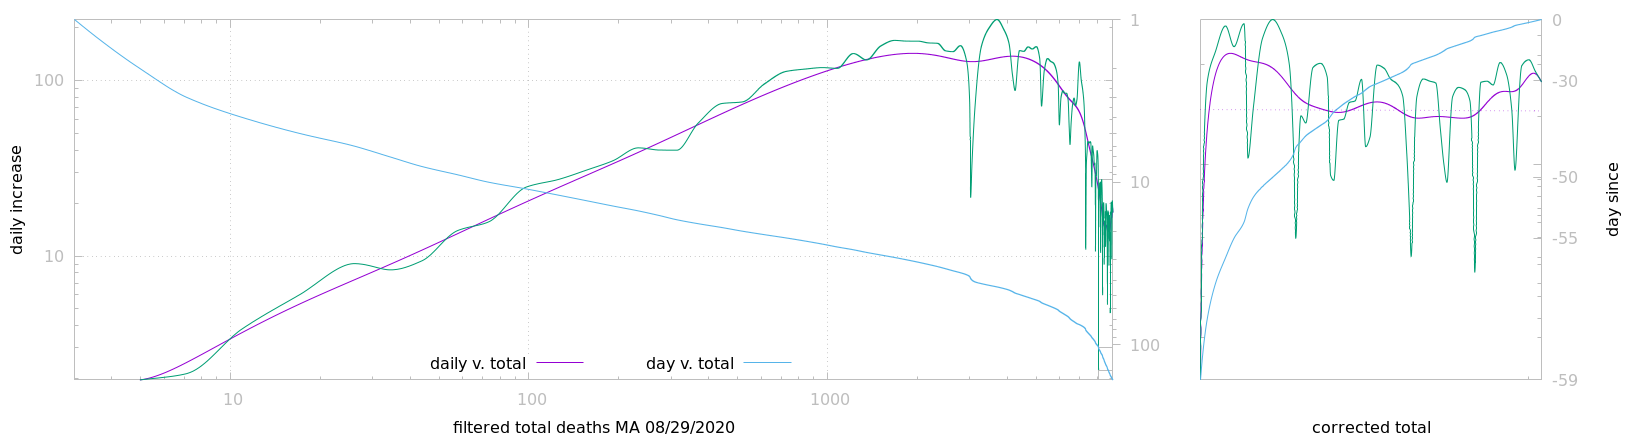 1
0
100
-30
daily increase
10
-50
day since
-55
10
daily v. total
day v. total
100
-59
10
100
1000
filtered total deaths MA 08/29/2020
corrected total